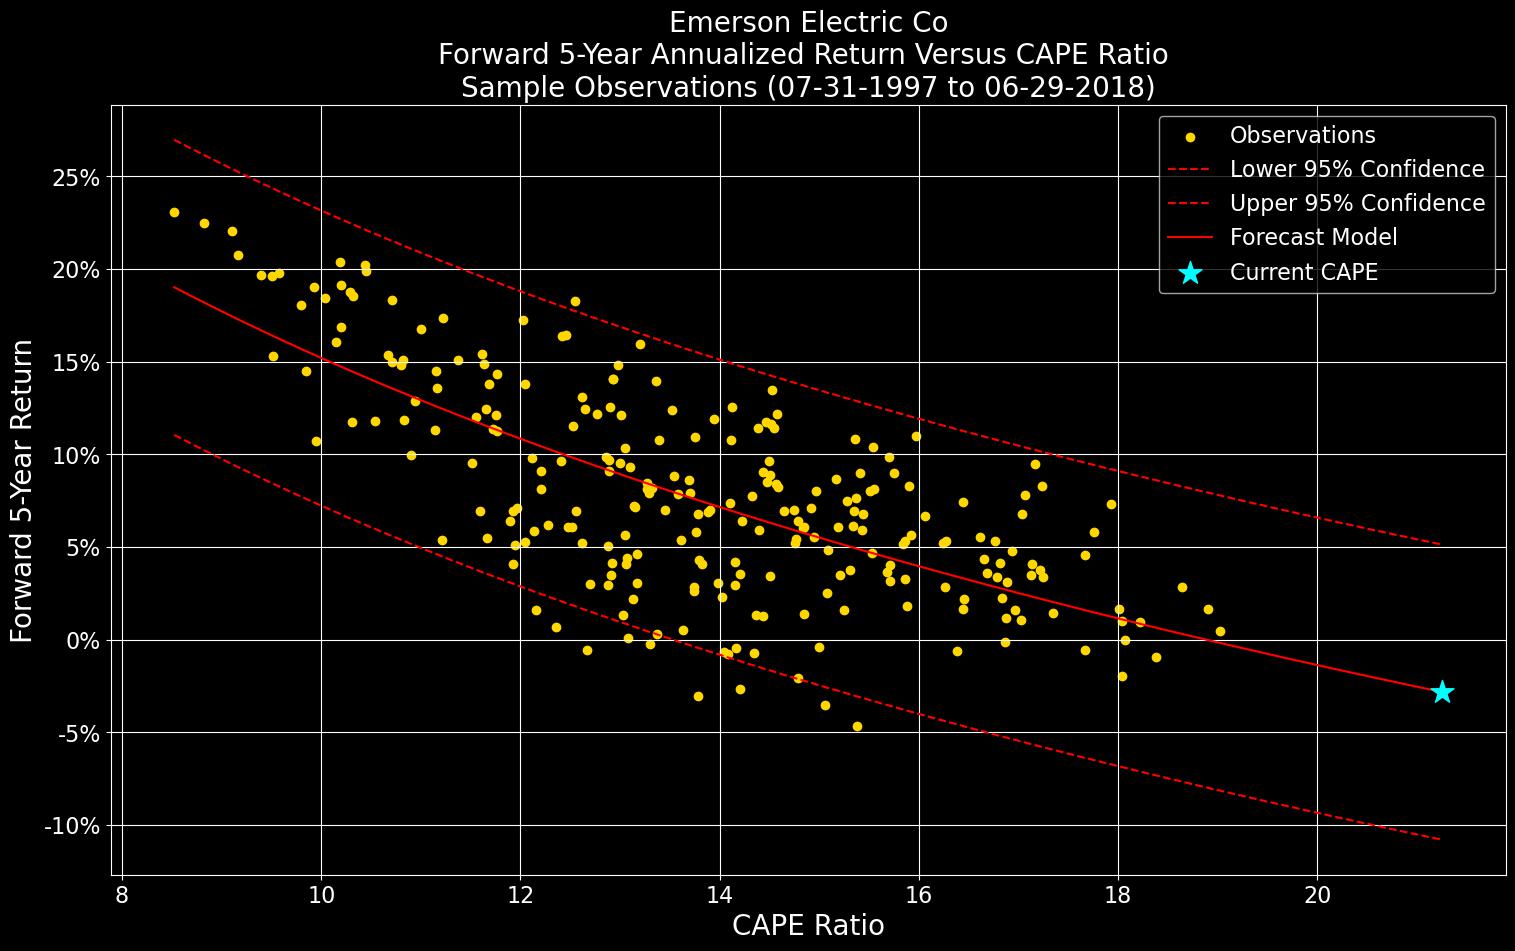 Emerson Electric Co
Forward 5-Year Annualized Return Versus CAPE Ratio
Sample Observations (07-31-1997 to 06-29-2018)
Observations
Lower 95% Confidence
Upper 95% Confidence
Forecast Model
Current CAPE
Forward 5-Year Return
25%
20%
15%
10%
5%
0%
-5%
-10%
8 10 12 14 16 18 20
CAPE Ratio